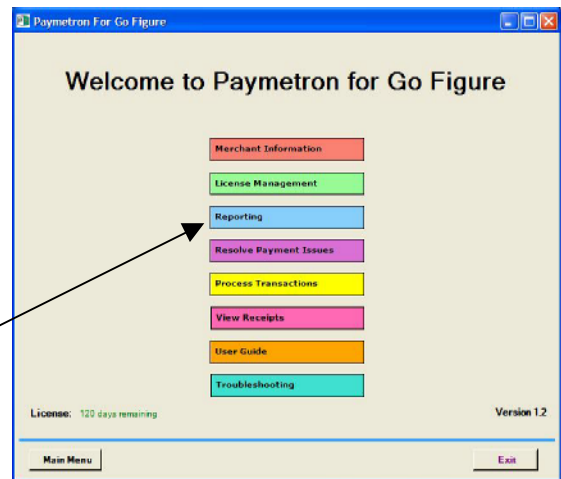 Paymetron For Go Figure
Welcome to Paymetron for Go Figure
Merchant Information
License Management
Reporting
Resolve Payment Issues
Process Transactions
View Receipts
User Guide
Troubleshooting
License: 120 days remaining
Version 1.2
Main Menu
Exit